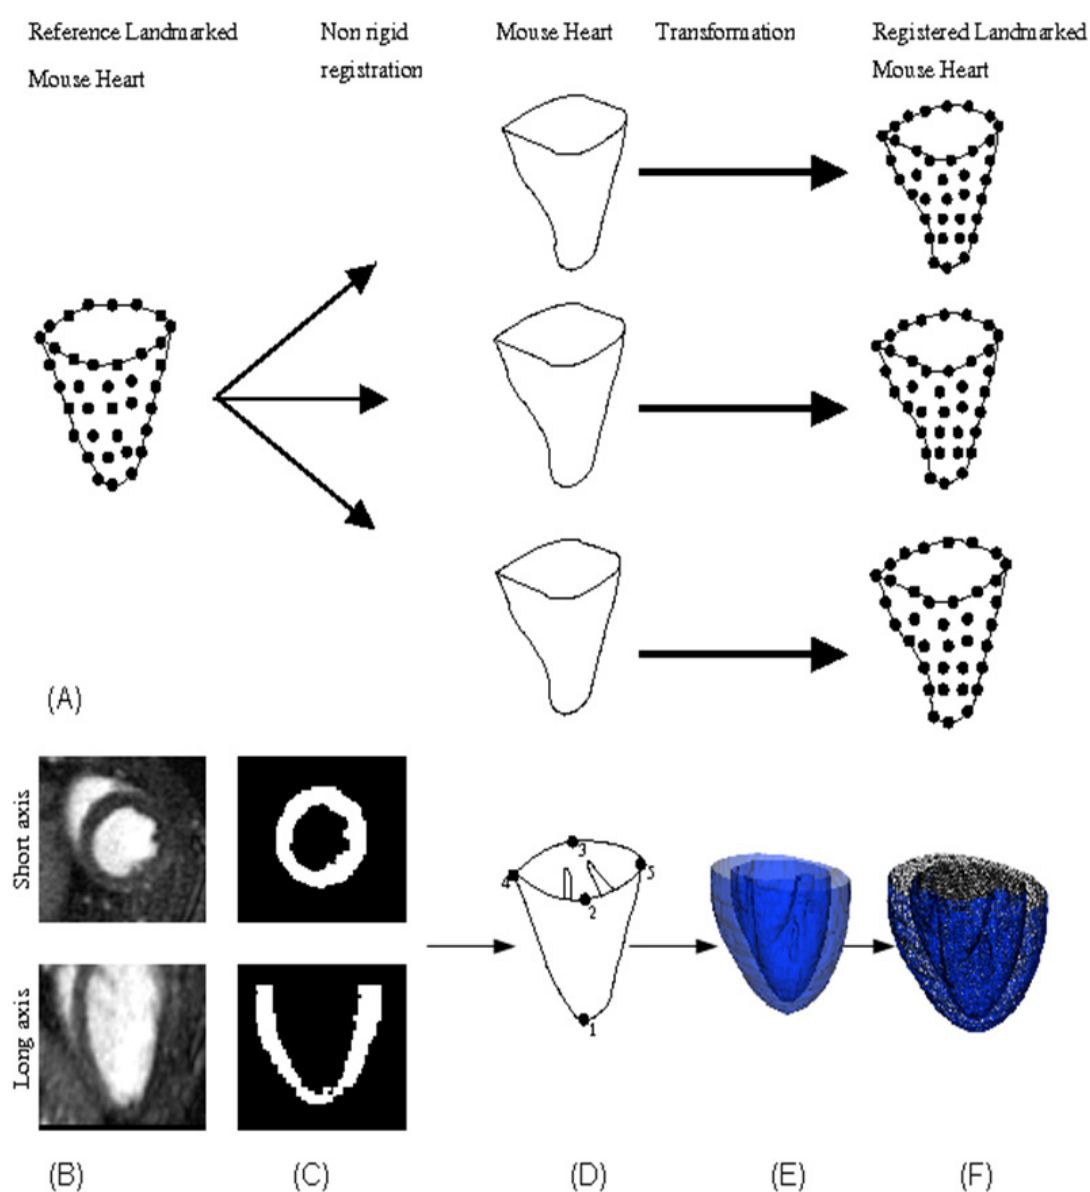 Reference Landmarked
Mouse Heart
Non rigid
registration
Mouse Heart
Transformation
Registered Landmarked
Mouse Heart
(A)
Short axis
Long axis
3
4
5
2
1
(B)
(C)
(D)
(E)
(F)